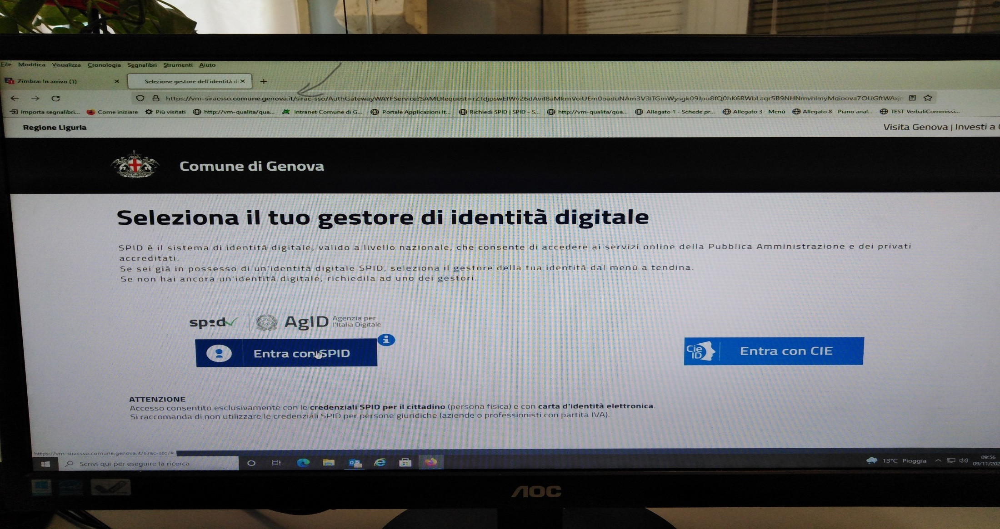 File Modifica Visualizza Cronologia Segnalibri Strumenti Aiuto
Zimbra: In arrivo (1) Selezione gestore dell'identità d
https://vm-siracsso.comune.genova.it/sirac-sso/AuthGatewayWAYFService?SAMLRequest=
Importa segnalibri... Come iniziare Più visitati http://vm-qualita/qua... Intranet Comune di G... Portale Applicazioni It... Richiedi SPID | SPID - S... http://vm-qualita/qua... Allegato 1 - Schede pr... Allegato 3 - Menù Allegato 8 - Piano anal... TEST-VerbaliCommissi...
Regione Liguria Visita Genova | Investi a
Comune di Genova
Seleziona il tuo gestore di identità digitale
SPID è il sistema di identità digitale, valido a livello nazionale, che consente di accedere ai servizi online della Pubblica Amministrazione e dei privati
accreditati.
Se sei già in possesso di un'identità digitale SPID, seleziona il gestore della tua identità dal menù a tendina.
Se non hai ancora un'identità digitale, richiedila ad uno dei gestori.
spid AgID Agenzia per
l'Italia Digitale
Entra con SPID
Cie
ID Entra con CIE
ATTENZIONE
Accesso consentito esclusivamente con le credenziali SPID per il cittadino (persona fisica) e con carta d'identità elettronica.
Si raccomanda di non utilizzare le credenziali SPID per persone giuridiche (aziende o professionisti con partita IVA).
https://vm-siracsso.comune.genova.it/sirac-sso/#
Scrivi qui per eseguire la ricerca 13°C Pioggia 09:56
09/11/202
AOC